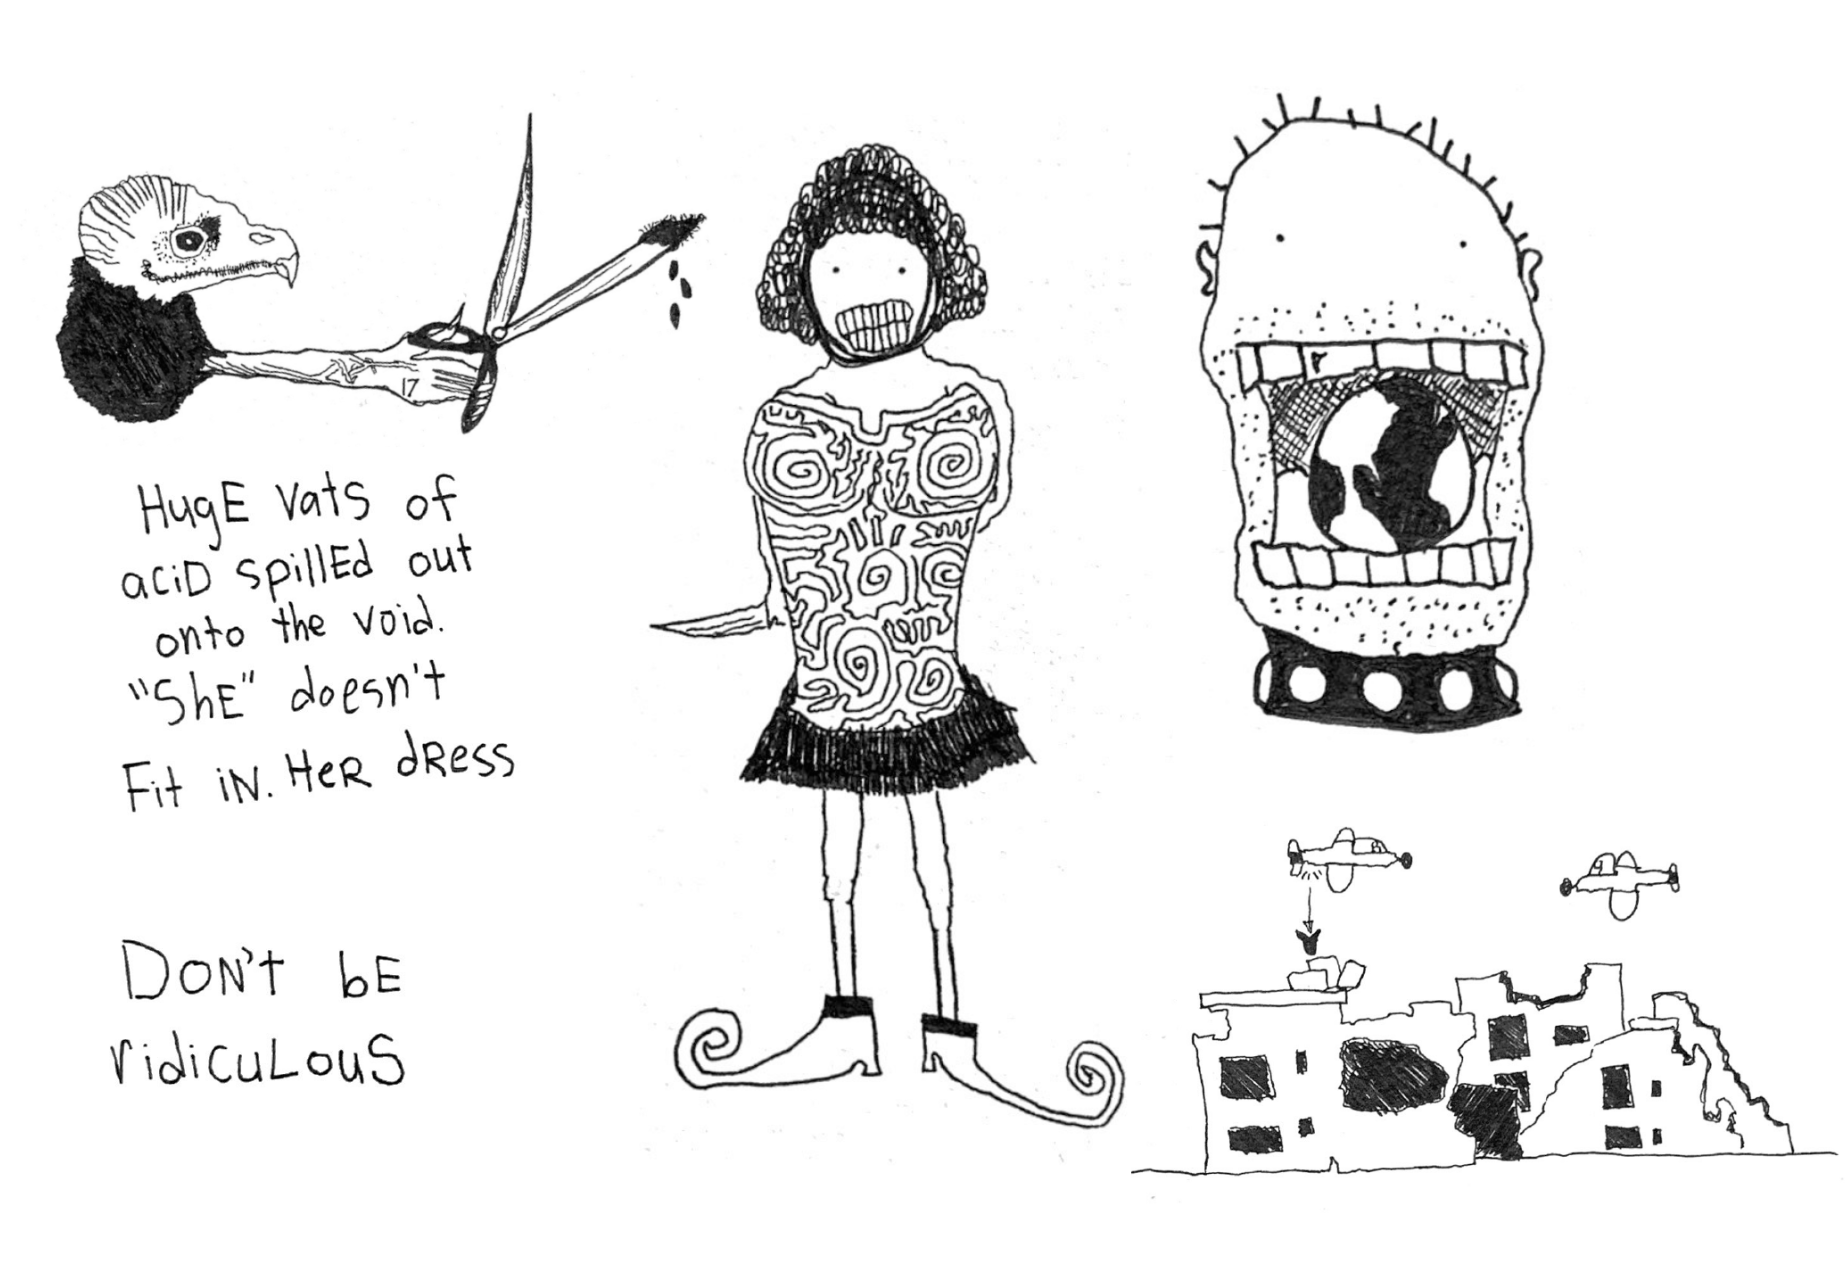 17
HugE vats of
aciD spillEd out
onto the void.
"ShE" doesn't
Fit iN. HeR dRess
DON't bE
ridicuLouS